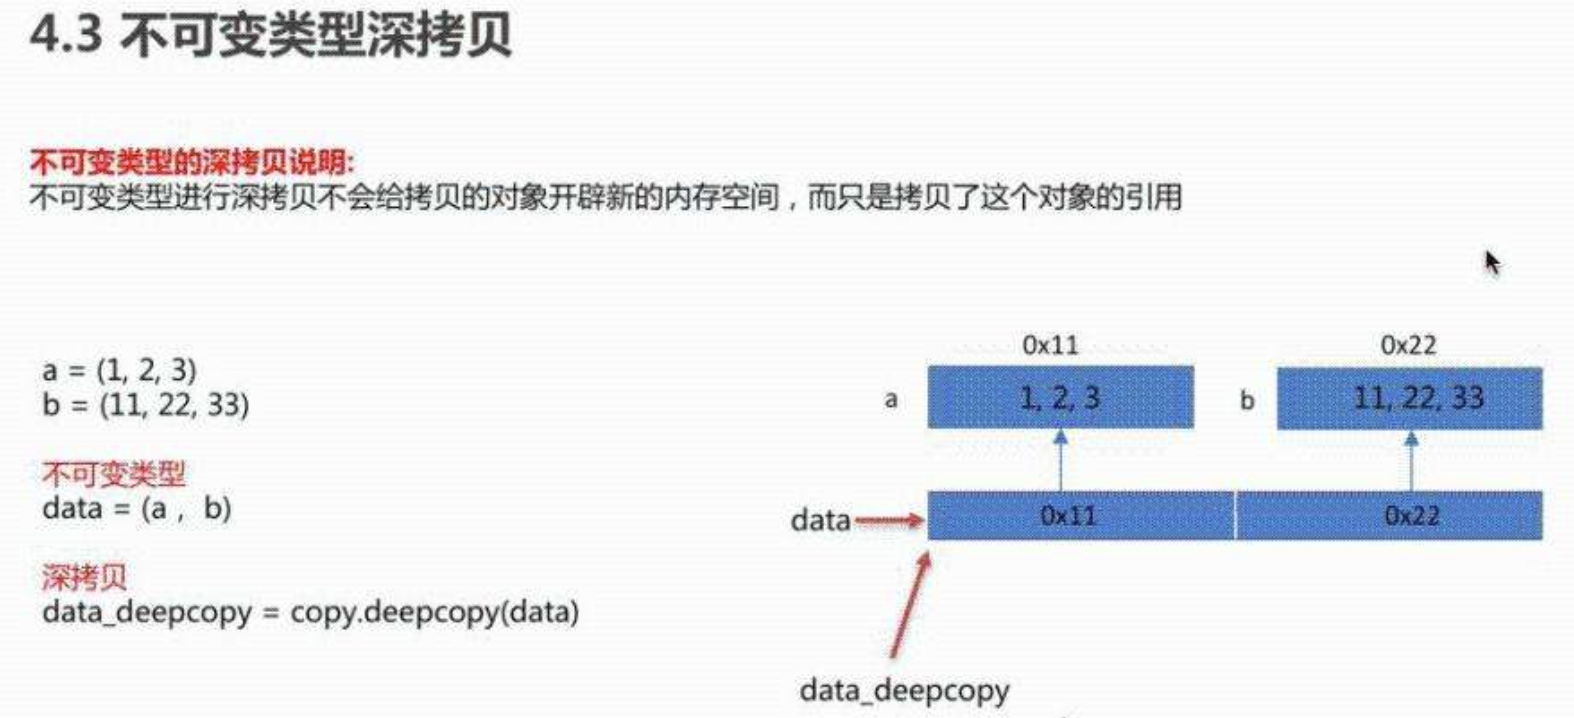 4.3 不可变类型深拷贝
不可变类型的深拷贝说明:
不可变类型进行深拷贝不会给拷贝的对象开辟新的内存空间，而只是拷贝了这个对象的引用
a = (1, 2, 3)
b = (11, 22, 33)
不可变类型
data = (a ,  b)
深拷贝
data_deepcopy = copy.deepcopy(data)
0x11 0x22
a 1, 2, 3 b 11, 22, 33
data 0x11 0x22
data_deepcopy